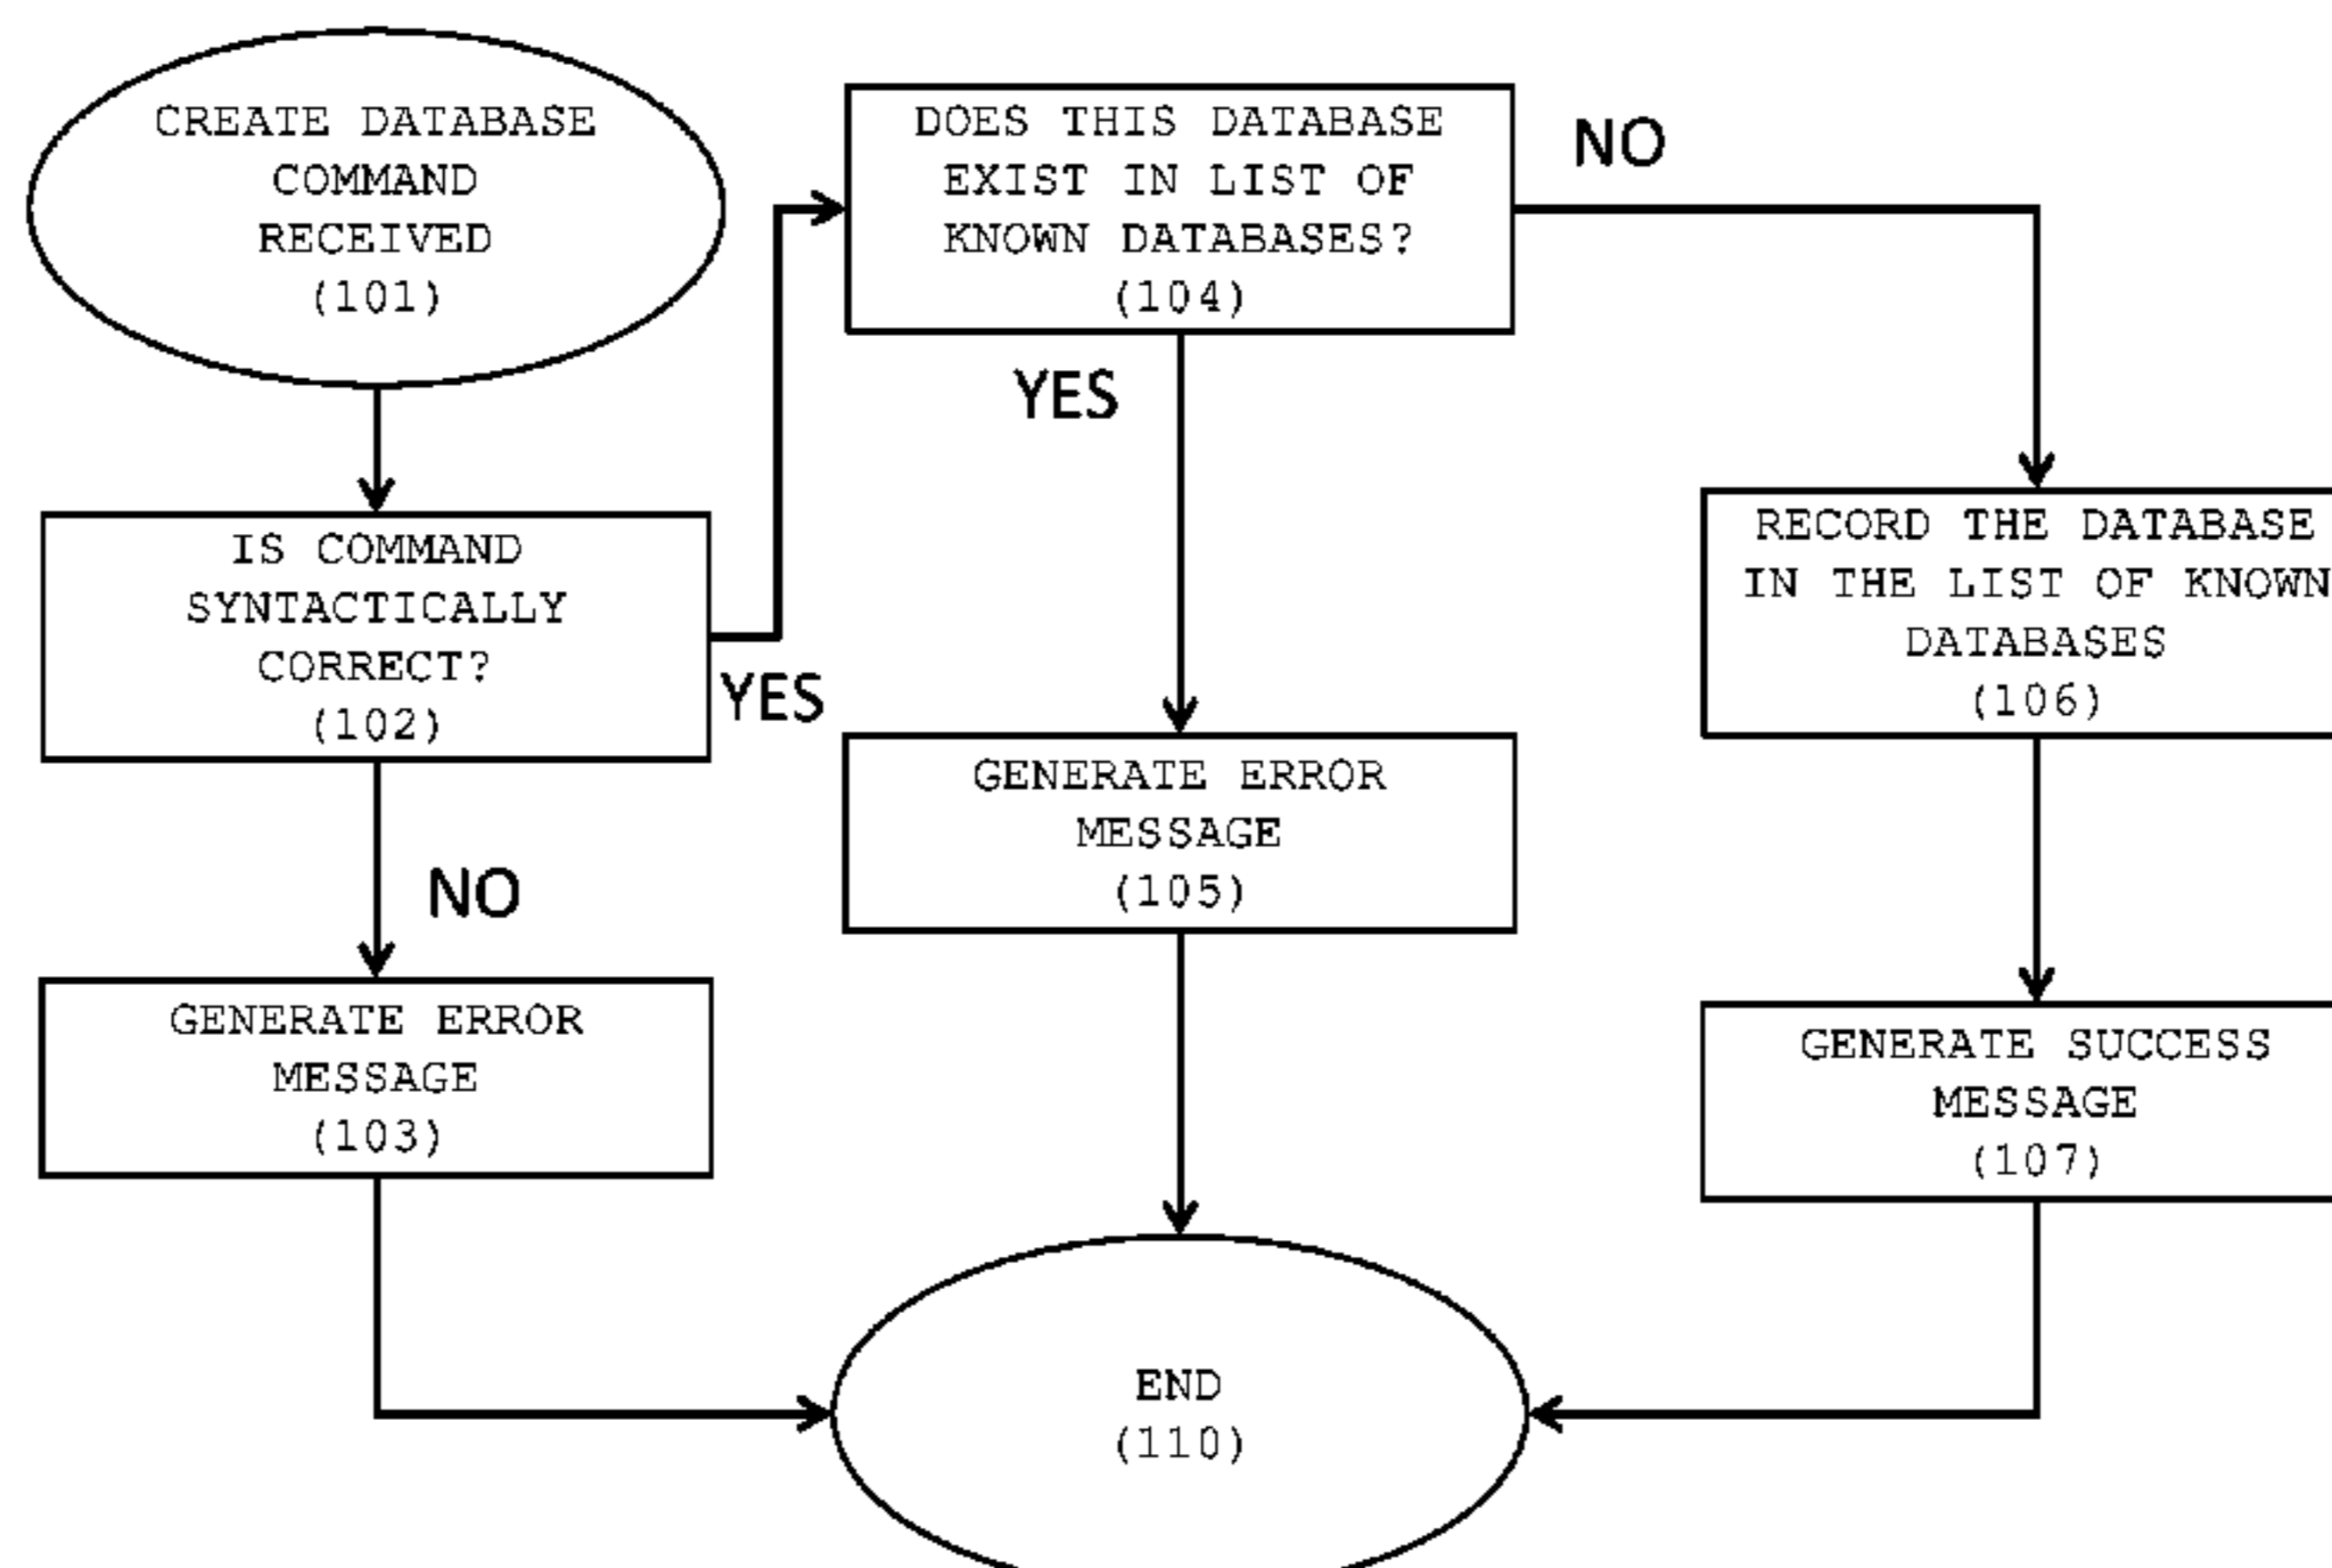 CREATE DATABASE
COMMAND
RECEIVED
(101)
IS COMMAND
SYNTACTICALLY
CORRECT?
(102)
YES
NO
GENERATE ERROR
MESSAGE
(103)
DOES THIS DATABASE
EXIST IN LIST OF
KNOWN DATABASES?
(104)
NO
YES
GENERATE ERROR
MESSAGE
(105)
RECORD THE DATABASE
IN THE LIST OF KNOWN
DATABASES
(106)
GENERATE SUCCESS
MESSAGE
(107)
END
(110)